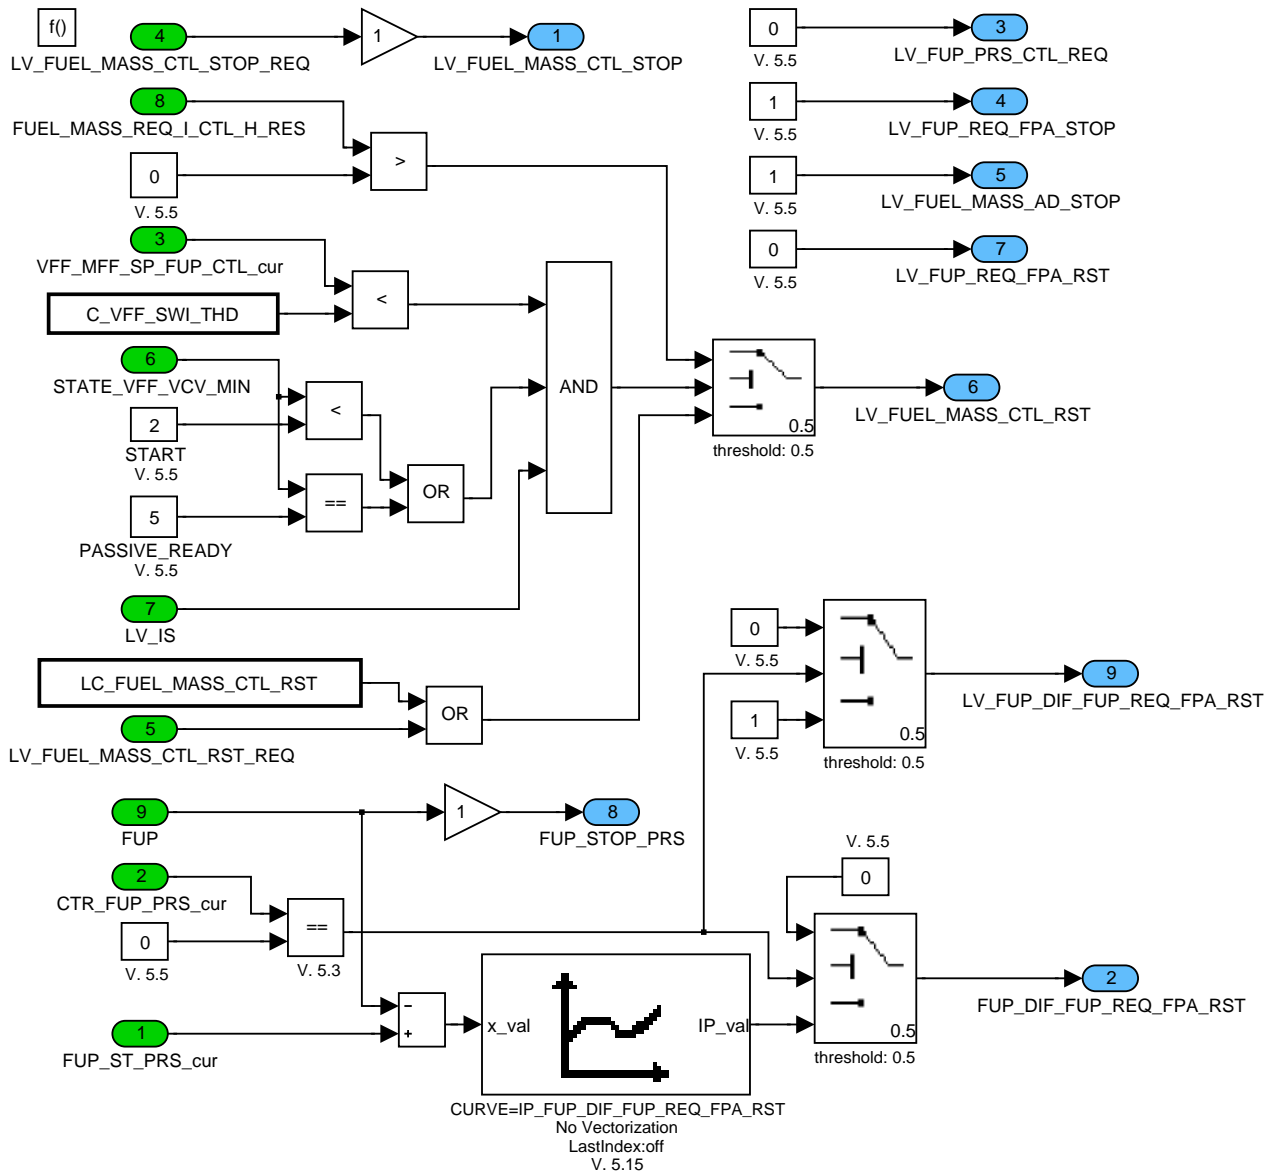 f()
4
LV_FUEL_MASS_CTL_STOP_REQ
1
1
LV_FUEL_MASS_CTL_STOP
0
V. 5.5
3
LV_FUP_PRS_CTL_REQ
8
FUEL_MASS_REQ_I_CTL_H_RES
0
V. 5.5
>
1
V. 5.5
4
LV_FUP_REQ_FPA_STOP
1
V. 5.5
5
LV_FUEL_MASS_AD_STOP
0
V. 5.5
7
LV_FUP_REQ_FPA_RST
3
VFF_MFF_SP_FUP_CTL_cur
C_VFF_SWI_THD
<
6
STATE_VFF_VCV_MIN
2
START
V. 5.5
<
5
PASSIVE_READY
V. 5.5
==
OR
AND
7
LV_IS
0.5
threshold: 0.5
6
LV_FUEL_MASS_CTL_RST
LC_FUEL_MASS_CTL_RST
5
LV_FUEL_MASS_CTL_RST_REQ
OR
0
V. 5.5
1
V. 5.5
0.5
threshold: 0.5
9
LV_FUP_DIF_FUP_REQ_FPA_RST
9
FUP
1
8
FUP_STOP_PRS
2
CTR_FUP_PRS_cur
0
V. 5.5
==
V. 5.3
V. 5.5
0
0.5
threshold: 0.5
2
FUP_DIF_FUP_REQ_FPA_RST
1
FUP_ST_PRS_cur
−
+
x_val
IP_val
CURVE=IP_FUP_DIF_FUP_REQ_FPA_RST
No Vectorization
LastIndex:off
V. 5.15